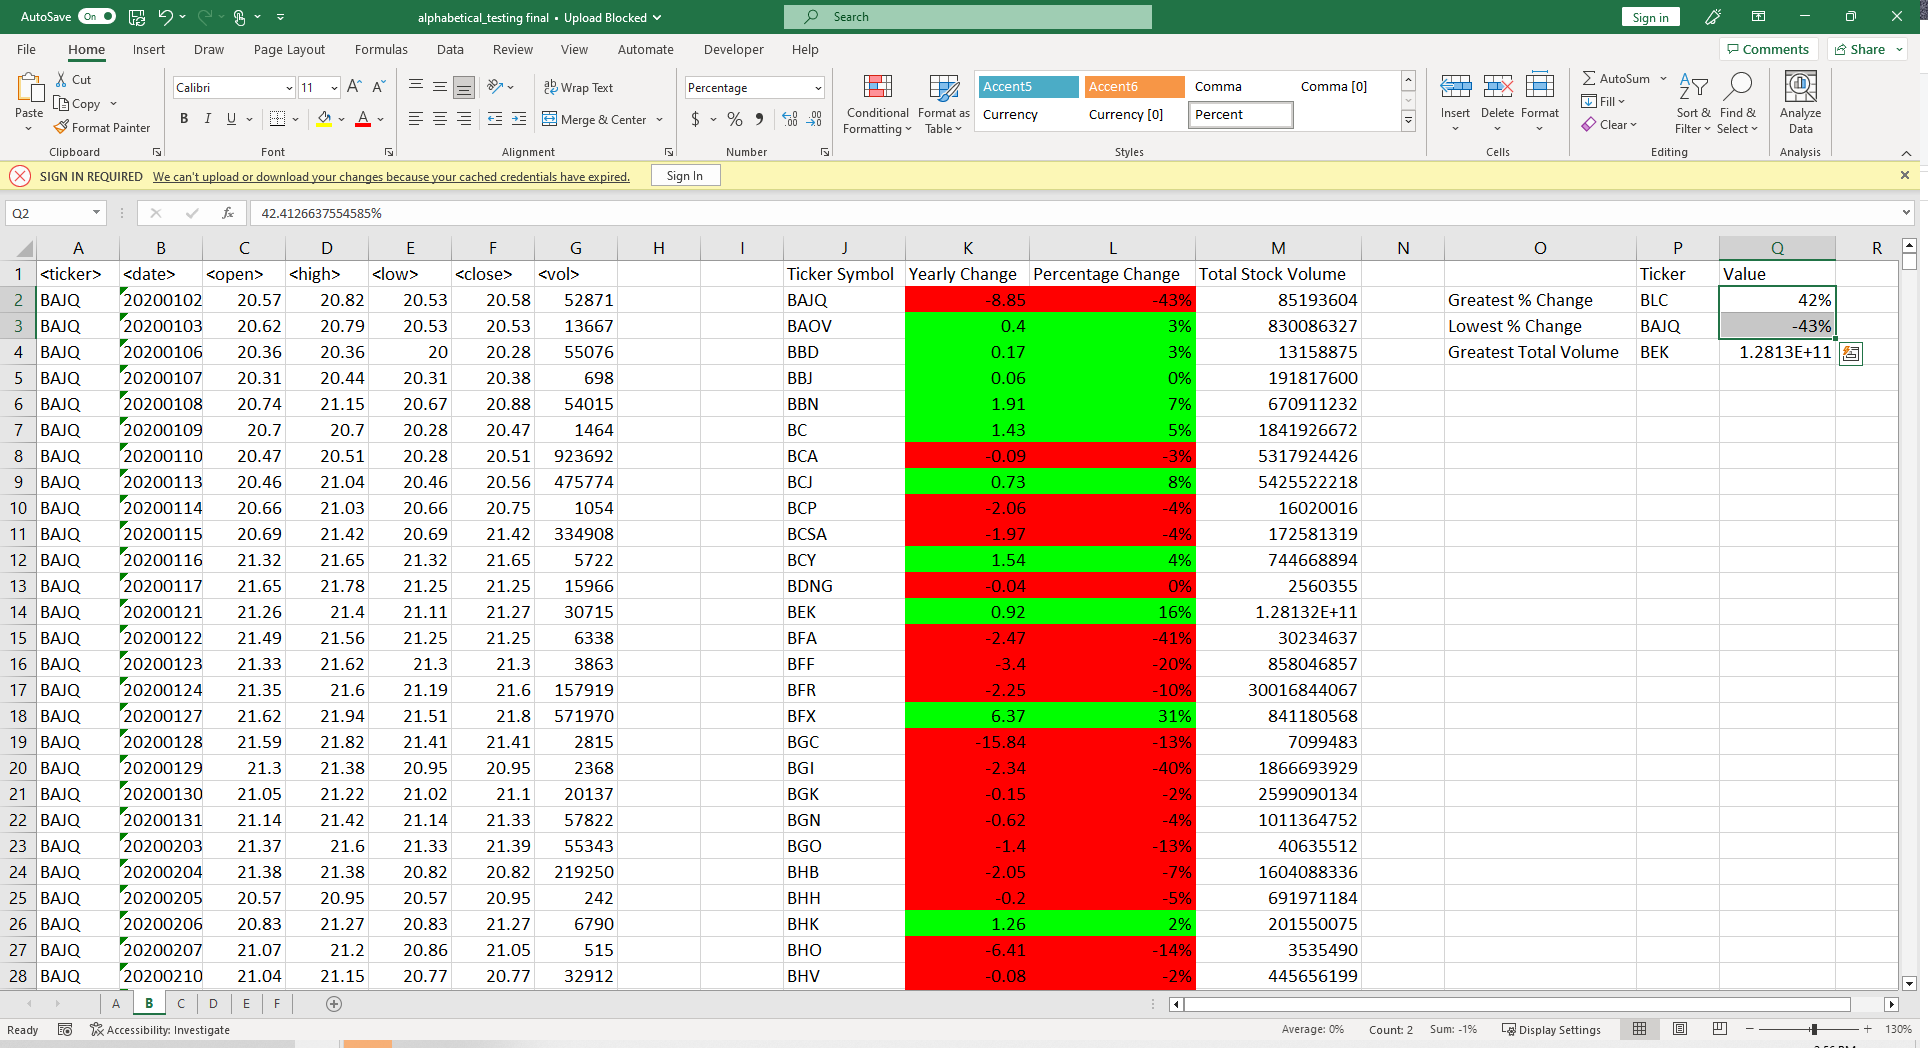 AutoSave On alphabetical_testing final • Upload Blocked Search Sign in
File Home Insert Draw Page Layout Formulas Data Review View Automate Developer Help Comments Share
Paste Cut Copy Format Painter Clipboard
Calibri 11 B I U A Font
Wrap Text Merge & Center Alignment
Percentage $ % Number
Conditional Formatting Format as Table
Accent5 Accent6 Comma Comma [0]
Currency Currency [0] Percent
Styles
Insert Delete Format Cells
AutoSum Fill Clear Sort & Filter Find & Select Editing
Analyze Data Analysis
SIGN IN REQUIRED We can't upload or download your changes because your cached credentials have expired. Sign In
Q2 fx 42.4126637554585%
A B C D E F G H I J K L M N O P Q R
1 <ticker> <date> <open> <high> <low> <close> <vol> Ticker Symbol Yearly Change Percentage Change Total Stock Volume Ticker Value
2 BAJQ 20200102 20.57 20.82 20.53 20.58 52871 BAJQ -8.85 -43% 85193604 Greatest % Change BLC 42%
3 BAJQ 20200103 20.62 20.79 20.53 20.53 13667 BAOV 0.4 3% 830086327 Lowest % Change BAJQ -43%
4 BAJQ 20200106 20.36 20.36 20 20.28 55076 BBD 0.17 3% 13158875 Greatest Total Volume BEK 1.2813E+11
5 BAJQ 20200107 20.31 20.44 20.31 20.38 698 BBJ 0.06 0% 191817600
6 BAJQ 20200108 20.74 21.15 20.67 20.88 54015 BBN 1.91 7% 670911232
7 BAJQ 20200109 20.7 20.7 20.28 20.47 1464 BC 1.43 5% 1841926672
8 BAJQ 20200110 20.47 20.51 20.28 20.51 923692 BCA -0.09 -3% 5317924426
9 BAJQ 20200113 20.46 21.04 20.46 20.56 475774 BCJ 0.73 8% 5425522218
10 BAJQ 20200114 20.66 21.03 20.66 20.75 1054 BCP -2.06 -4% 16020016
11 BAJQ 20200115 20.69 21.42 20.69 21.42 334908 BCSA -1.97 -4% 172581319
12 BAJQ 20200116 21.32 21.65 21.32 21.65 5722 BCY 1.54 4% 744668894
13 BAJQ 20200117 21.65 21.78 21.25 21.25 15966 BDNG -0.04 0% 2560355
14 BAJQ 20200121 21.26 21.4 21.11 21.27 30715 BEK 0.92 16% 1.28132E+11
15 BAJQ 20200122 21.49 21.56 21.25 21.25 6338 BFA -2.47 -41% 30234637
16 BAJQ 20200123 21.33 21.62 21.3 21.3 3863 BFF -3.4 -20% 858046857
17 BAJQ 20200124 21.35 21.6 21.19 21.6 157919 BFR -2.25 -10% 30016844067
18 BAJQ 20200127 21.62 21.94 21.51 21.8 571970 BFX 6.37 31% 841180568
19 BAJQ 20200128 21.59 21.82 21.41 21.41 2815 BGC -15.84 -13% 7099483
20 BAJQ 20200129 21.3 21.38 20.95 20.95 2368 BGI -2.34 -40% 1866693929
21 BAJQ 20200130 21.05 21.22 21.02 21.1 20137 BGK -0.15 -2% 2599090134
22 BAJQ 20200131 21.14 21.42 21.14 21.33 57822 BGN -0.62 -4% 1011364752
23 BAJQ 20200203 21.37 21.6 21.33 21.39 55343 BGO -1.4 -13% 40635512
24 BAJQ 20200204 21.38 21.38 20.82 20.82 219250 BHB -2.05 -7% 1604088336
25 BAJQ 20200205 20.57 20.95 20.57 20.95 242 BHH -0.2 -5% 691971184
26 BAJQ 20200206 20.83 21.27 20.83 21.27 6790 BHK 1.26 2% 201550075
27 BAJQ 20200207 21.07 21.2 20.86 21.05 515 BHO -6.41 -14% 3535490
28 BAJQ 20200210 21.04 21.15 20.77 20.77 32912 BHV -0.08 -2% 445656199
A B C D E F
Ready Accessibility: Investigate Average: 0% Count: 2 Sum: -1% Display Settings 130%